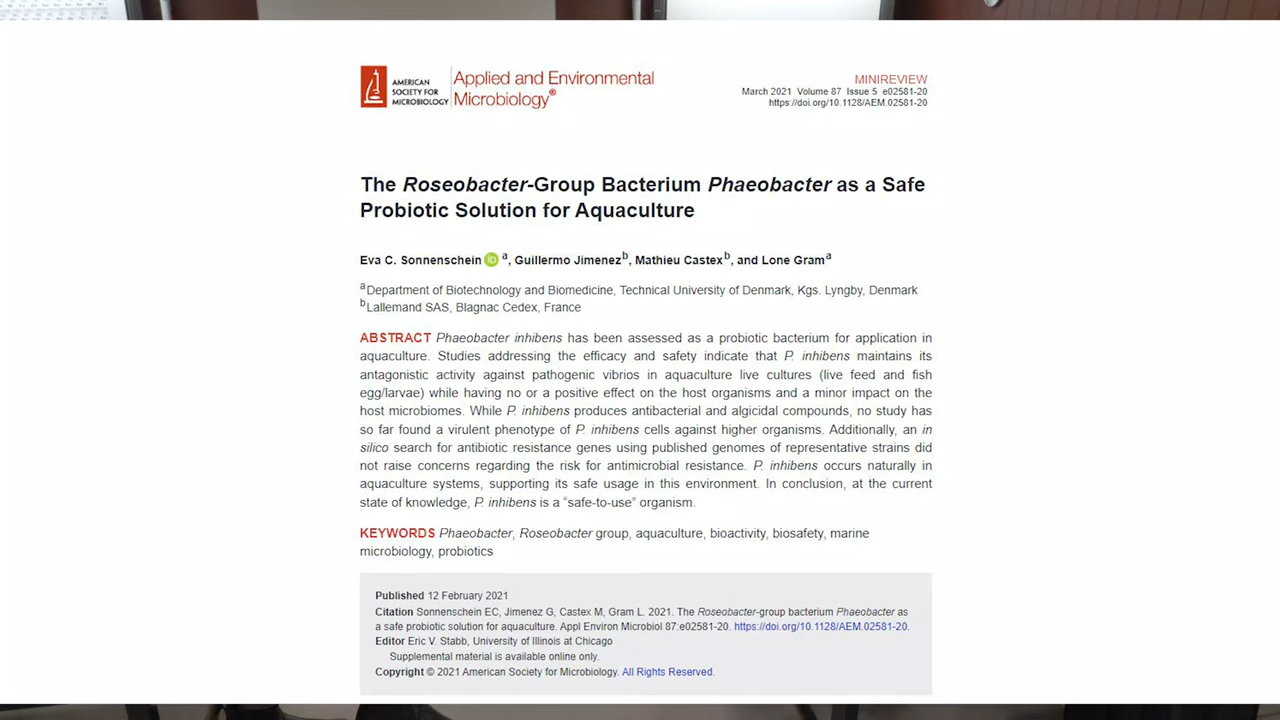 AMERICAN
SOCIETY FOR
MICROBIOLOGY
Applied and Environmental
Microbiology®
MINIREVIEW
March 2021 Volume 87 Issue 5 e02581-20
https://doi.org/10.1128/AEM.02581-20
The Roseobacter-Group Bacterium Phaeobacter as a Safe
Probiotic Solution for Aquaculture
Eva C. Sonnenschein iD a, Guillermo Jimenez b, Mathieu Castex b, and Lone Gram a
a Department of Biotechnology and Biomedicine, Technical University of Denmark, Kgs. Lyngby, Denmark
b Lallemand SAS, Blagnac Cedex, France
ABSTRACT Phaeobacter inhibens has been assessed as a probiotic bacterium for application in
aquaculture. Studies addressing the efficacy and safety indicate that P. inhibens maintains its
antagonistic activity against pathogenic vibrios in aquaculture live cultures (live feed and fish
egg/larvae) while having no or a positive effect on the host organisms and a minor impact on the
host microbiomes. While P. inhibens produces antibacterial and algicidal compounds, no study has
so far found a virulent phenotype of P. inhibens cells against higher organisms. Additionally, an in
silico search for antibiotic resistance genes using published genomes of representative strains did
not raise concerns regarding the risk for antimicrobial resistance. P. inhibens occurs naturally in
aquaculture systems, supporting its safe usage in this environment. In conclusion, at the current
state of knowledge, P. inhibens is a “safe-to-use” organism.
KEYWORDS Phaeobacter, Roseobacter group, aquaculture, bioactivity, biosafety, marine
microbiology, probiotics
Published 12 February 2021
Citation Sonnenschein EC, Jimenez G, Castex M, Gram L. 2021. The Roseobacter-group bacterium Phaeobacter as
a safe probiotic solution for aquaculture. Appl Environ Microbiol 87:e02581-20. https://doi.org/10.1128/AEM.02581-20.
Editor Eric V. Stabb, University of Illinois at Chicago
Supplemental material is available online only.
Copyright © 2021 American Society for Microbiology. All Rights Reserved.